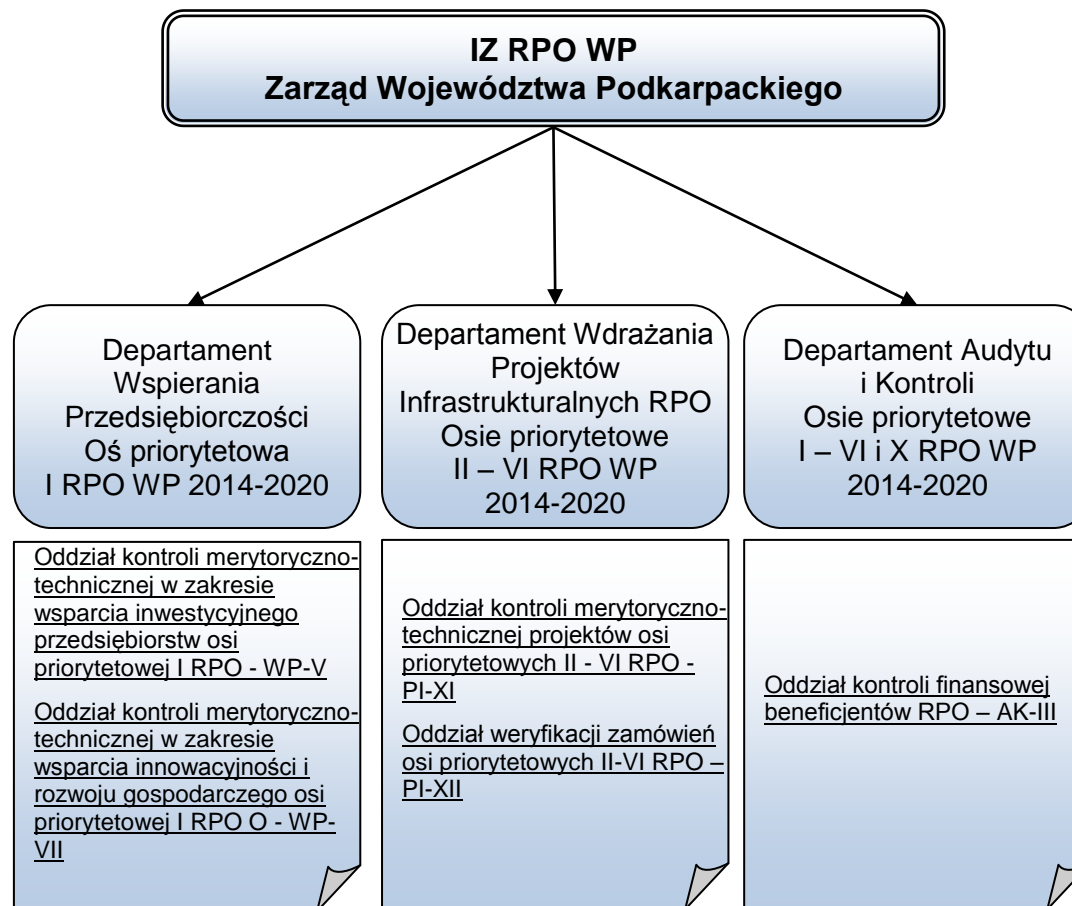 IZ RPO WP
Zarząd Województwa Podkarpackiego
Departament
Wspierania
Przedsiębiorczości
Oś priorytetowa
I RPO WP 2014-2020
Departament Wdrażania
Projektów
Infrastrukturalnych RPO
Osie priorytetowe
II – VI RPO WP
2014-2020
Departament Audytu
i Kontroli
Osie priorytetowe
I – VI i X RPO WP
2014-2020
Oddział kontroli merytoryczno-
technicznej w zakresie
wsparcia inwestycyjnego
przedsiębiorstw osi
priorytetowej I RPO - WP-V
Oddział kontroli merytoryczno-
technicznej w zakresie
wsparcia innowacyjności i
rozwoju gospodarczego osi
priorytetowej I RPO O - WP-
VII
Oddział kontroli merytoryczno-
technicznej projektów osi
priorytetowych II - VI RPO -
PI-XI
Oddział weryfikacji zamówień
osi priorytetowych II-VI RPO –
PI-XII
Oddział kontroli finansowej
beneficjentów RPO – AK-III